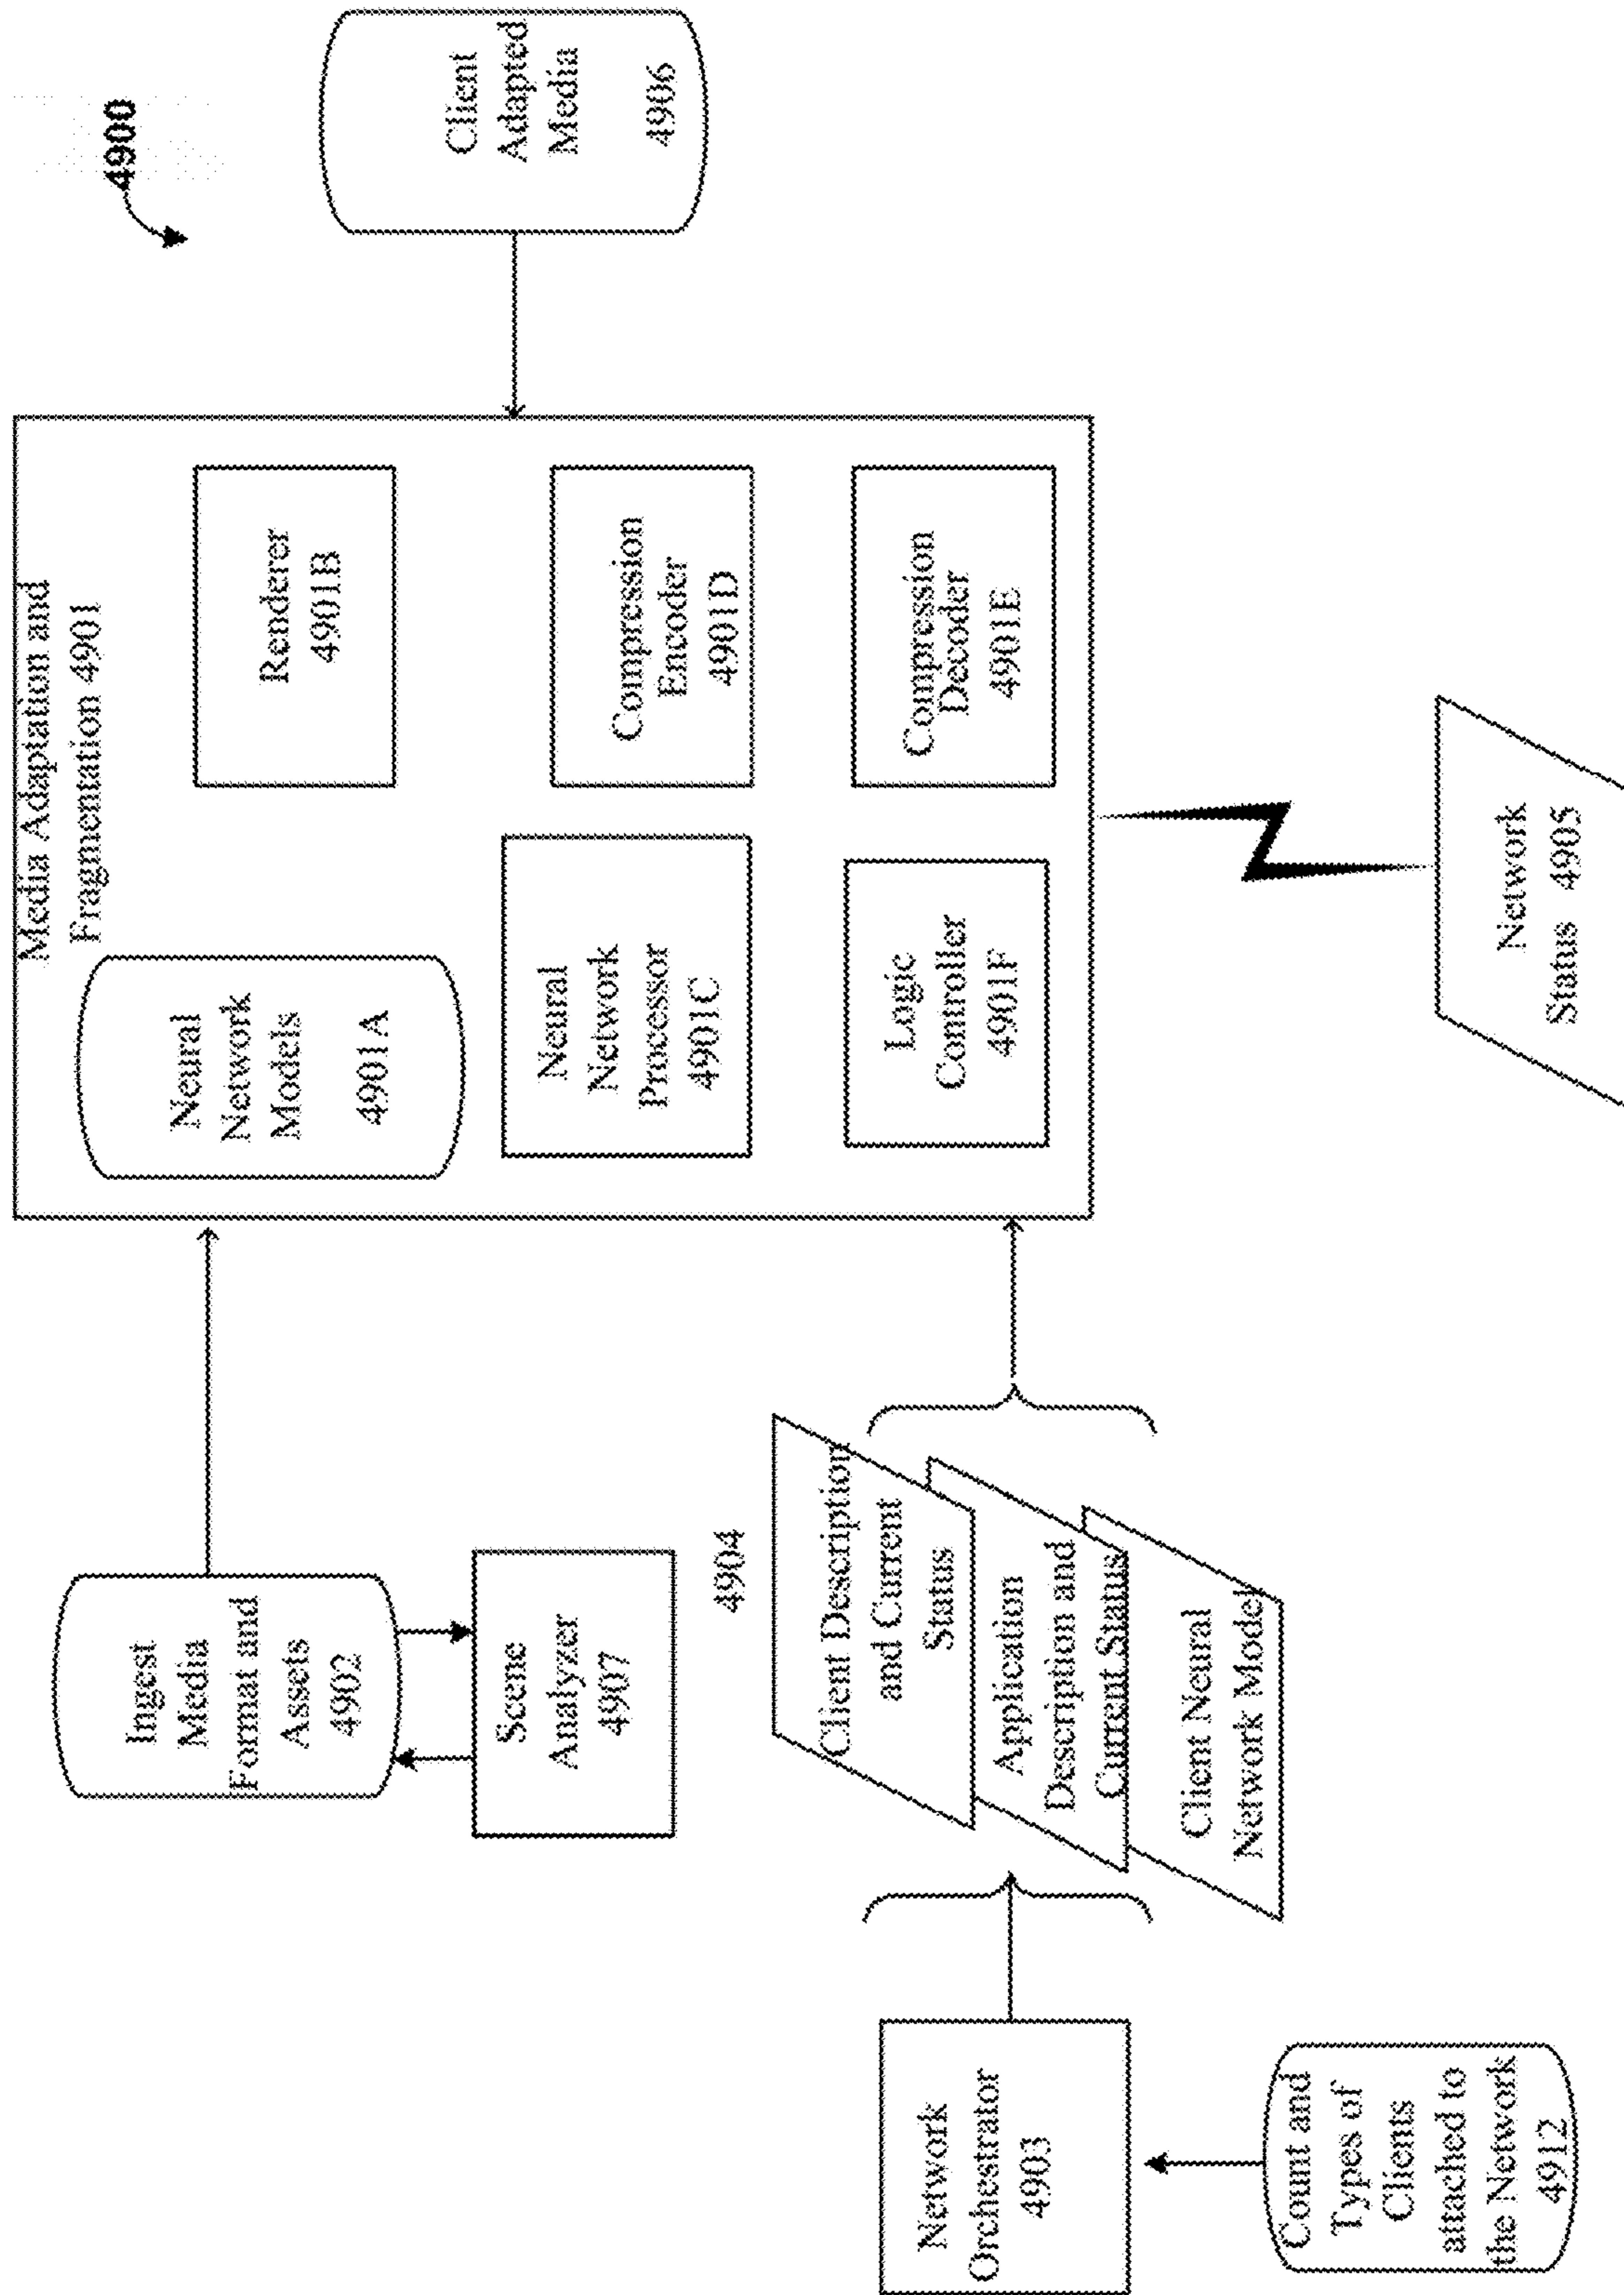 4900
Media Adaptation and
Fragmentation 4901
Neural
Network
Models
4901A
Renderer
4901B
Neural
Network
Processor
4901C
Compression
Encoder
4901D
Logic
Controller
4901F
Compression
Decoder
4901E
Client
Adapted
Media
4906
Ingest
Media
Format and
Assets
4902
Scene
Analyzer
4907
4904
Client Description
and Current
Status
Application
Description and
Current Status
Client Neural
Network Model
Network
Orchestrator
4903
Count and
Types of
Clients
attached to
the Network
4912
Network
Status 4905